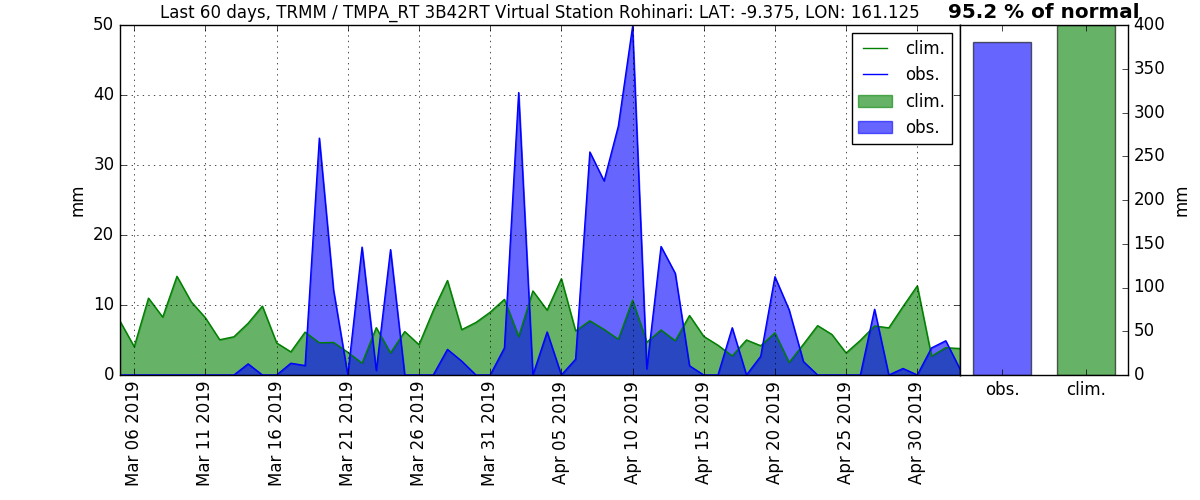 Last 60 days, TRMM / TMPA_RT 3B42RT Virtual Station Rohinari: LAT: -9.375, LON: 161.125
95.2 % of normal
50
40
30
20
10
0
mm
clim.
obs.
clim.
obs.
400
350
300
250
200
150
100
50
0
mm
obs.
clim.
Mar 06 2019
Mar 11 2019
Mar 16 2019
Mar 21 2019
Mar 26 2019
Mar 31 2019
Apr 05 2019
Apr 10 2019
Apr 15 2019
Apr 20 2019
Apr 25 2019
Apr 30 2019